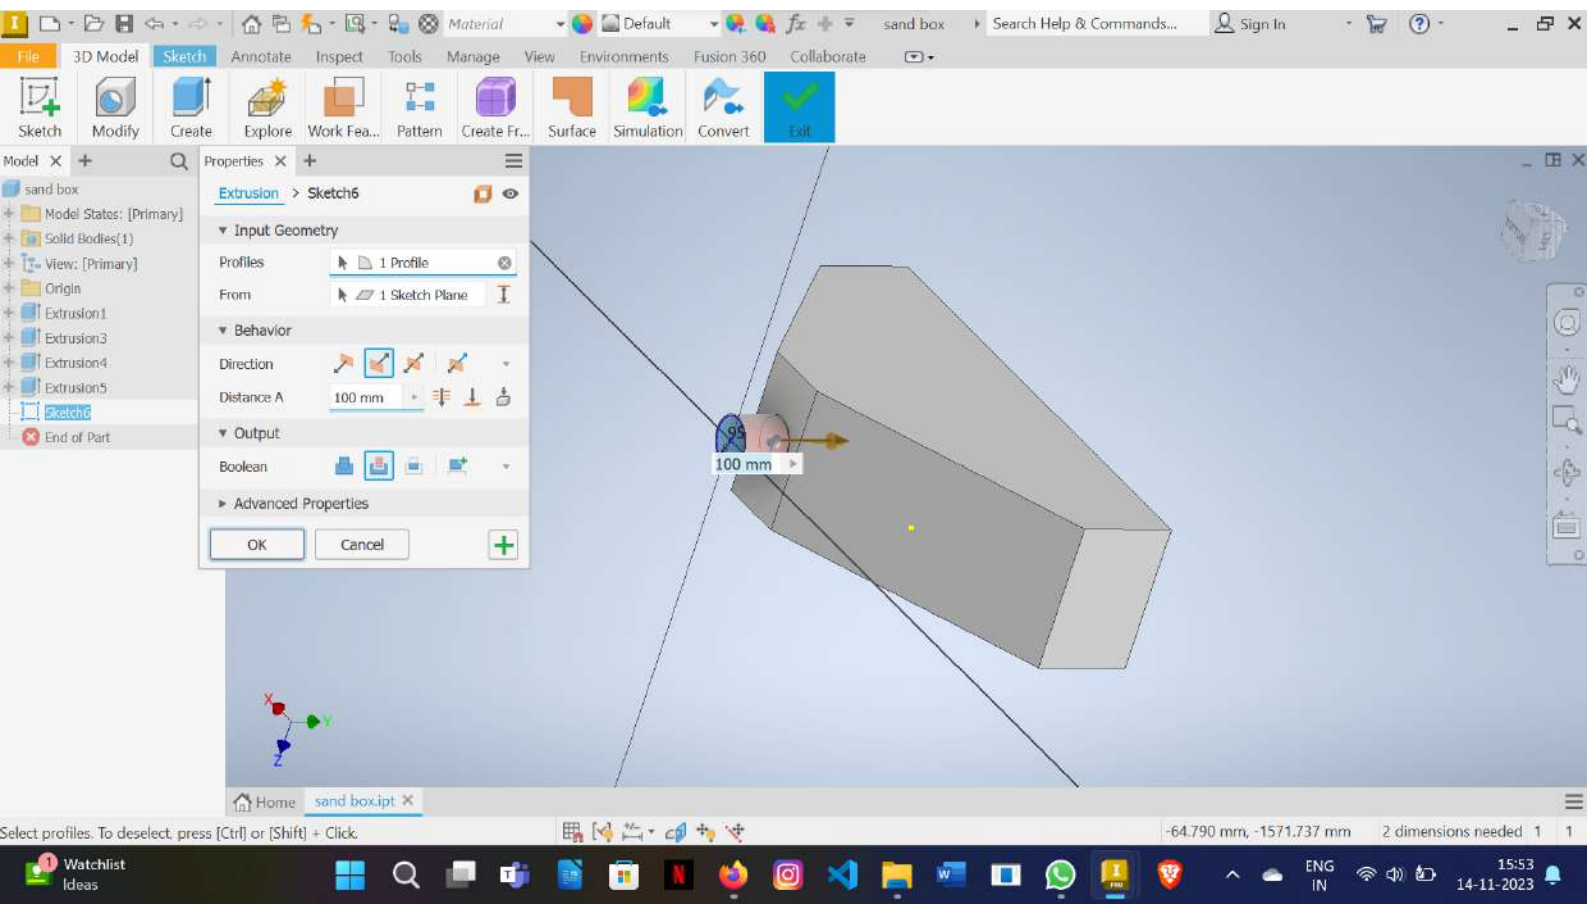 Material
Default
fx
sand box
Search Help & Commands...
Sign In
File 3D Model Sketch Annotate Inspect Tools Manage View Environments Fusion 360 Collaborate
Sketch Modify Create Explore Work Fea... Pattern Create Fr... Surface Simulation Convert Exit
Model
Properties
sand box
Model States: [Primary]
Solid Bodies(1)
View: [Primary]
Origin
Extrusion1
Extrusion3
Extrusion4
Extrusion5
Sketch6
End of Part
Extrusion > Sketch6
Input Geometry
Profiles 1 Profile
From 1 Sketch Plane
Behavior
Direction
Distance A 100 mm
Output
Boolean
Advanced Properties
OK Cancel
95
100 mm
X
Y
Z
Home sand box.ipt
Select profiles. To deselect, press [Ctrl] or [Shift] + Click.
-64.790 mm, -1571.737 mm 2 dimensions needed 1 1
1
Watchlist
Ideas
ENG
IN
15:53
14-11-2023